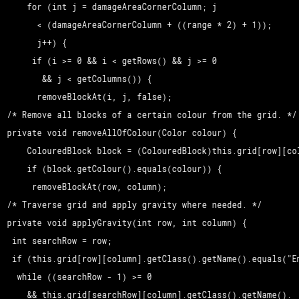 for (int j = damageAreaCornerColumn; j
< (damageAreaCornerColumn + ((range * 2) + 1));
j++) {
if (i >= 0 && i < getRows() && j >= 0
&& j < getColumns()) {
removeBlockAt(i, j, false);
/* Remove all blocks of a certain colour from the grid. */
private void removeAllOfColour(Color colour) {
ColouredBlock block = (ColouredBlock)this.grid[row][col
if (block.getColour().equals(colour)) {
removeBlockAt(row, column);
/* Traverse grid and apply gravity where needed. */
private void applyGravity(int row, int column) {
int searchRow = row;
if (this.grid[row][column].getClass().getName().equals("En
while ((searchRow - 1) >= 0
&& this.grid[searchRow][column].getClass().getName().